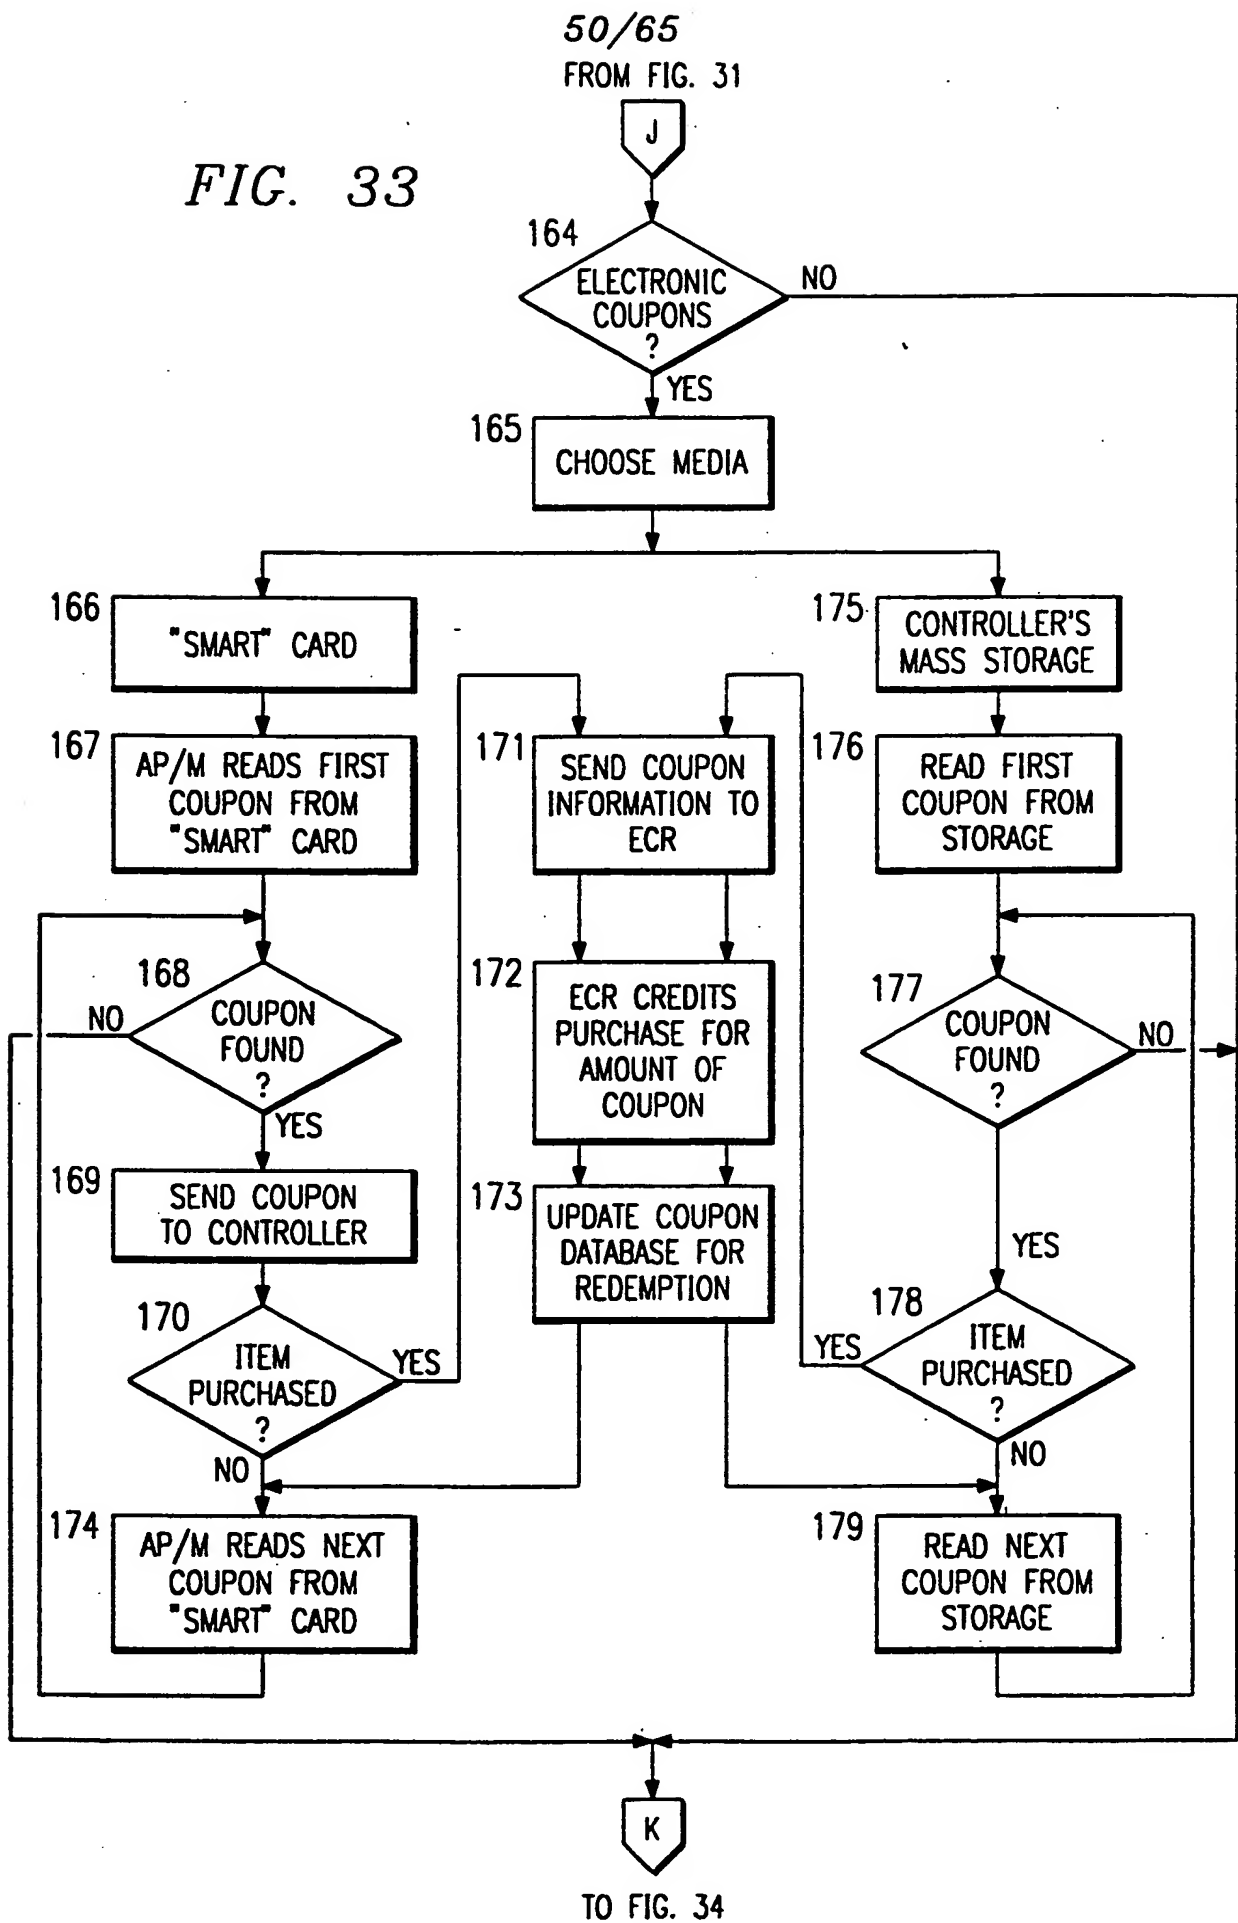 50/65
FROM FIG. 31
J
FIG. 33
164
ELECTRONIC
COUPONS
?
NO
YES
165
CHOOSE MEDIA
166
"SMART" CARD
175
CONTROLLER'S
MASS STORAGE
167
AP/M READS FIRST
COUPON FROM
"SMART" CARD
171
SEND COUPON
INFORMATION TO
ECR
176
READ FIRST
COUPON FROM
STORAGE
168
COUPON
FOUND
?
NO
YES
172
ECR CREDITS
PURCHASE FOR
AMOUNT OF
COUPON
177
COUPON
FOUND
?
NO
YES
169
SEND COUPON
TO CONTROLLER
173
UPDATE COUPON
DATABASE FOR
REDEMPTION
170
ITEM
PURCHASED
?
YES
NO
178
ITEM
PURCHASED
?
YES
NO
174
AP/M READS NEXT
COUPON FROM
"SMART" CARD
179
READ NEXT
COUPON FROM
STORAGE
K
TO FIG. 34